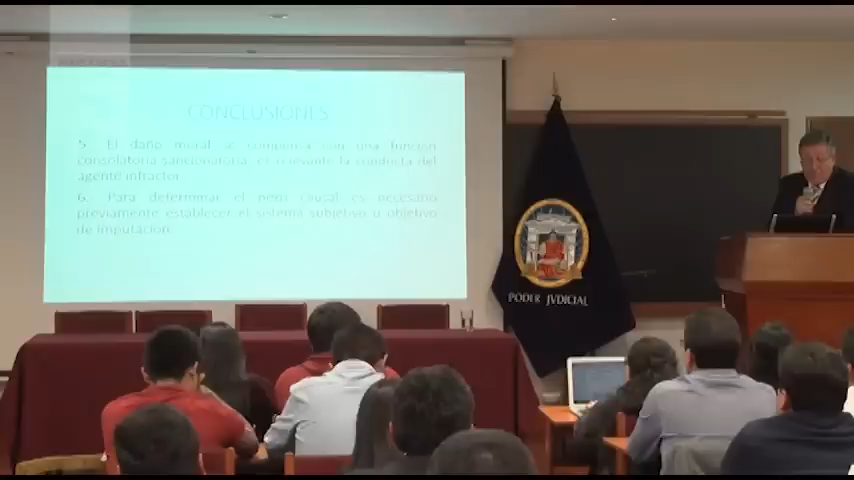 CONCLUSIONES
5. El daño moral se compensa con una función
consolatoria sancionatoria, es relevante la conducta del
agente infractor.
6. Para determinar el nexo causal es necesario
previamente establecer el sistema subjetivo u objetivo
de imputación.
PODER JUDICIAL